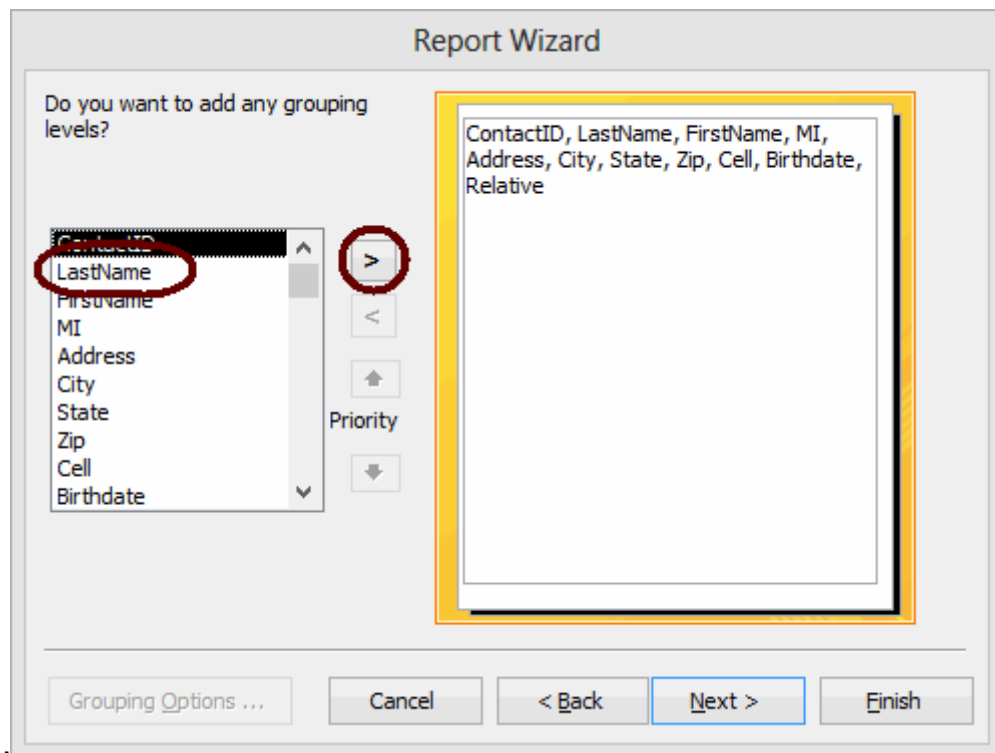 Report Wizard
Do you want to add any grouping
levels?
ContactID, LastName, FirstName, MI,
Address, City, State, Zip, Cell, Birthdate,
Relative
ContactID
LastName
FirstName
MI
Address
City
State
Zip
Cell
Birthdate
>
<
Priority
Grouping Options ...
Cancel
< Back
Next >
Finish